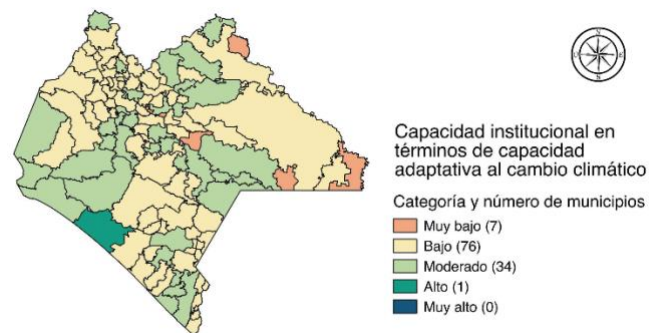 N
O
E
S
Capacidad institucional en
términos de capacidad
adaptativa al cambio climático
Categoría y número de municipios
Muy bajo (7)
Bajo (76)
Moderado (34)
Alto (1)
Muy alto (0)